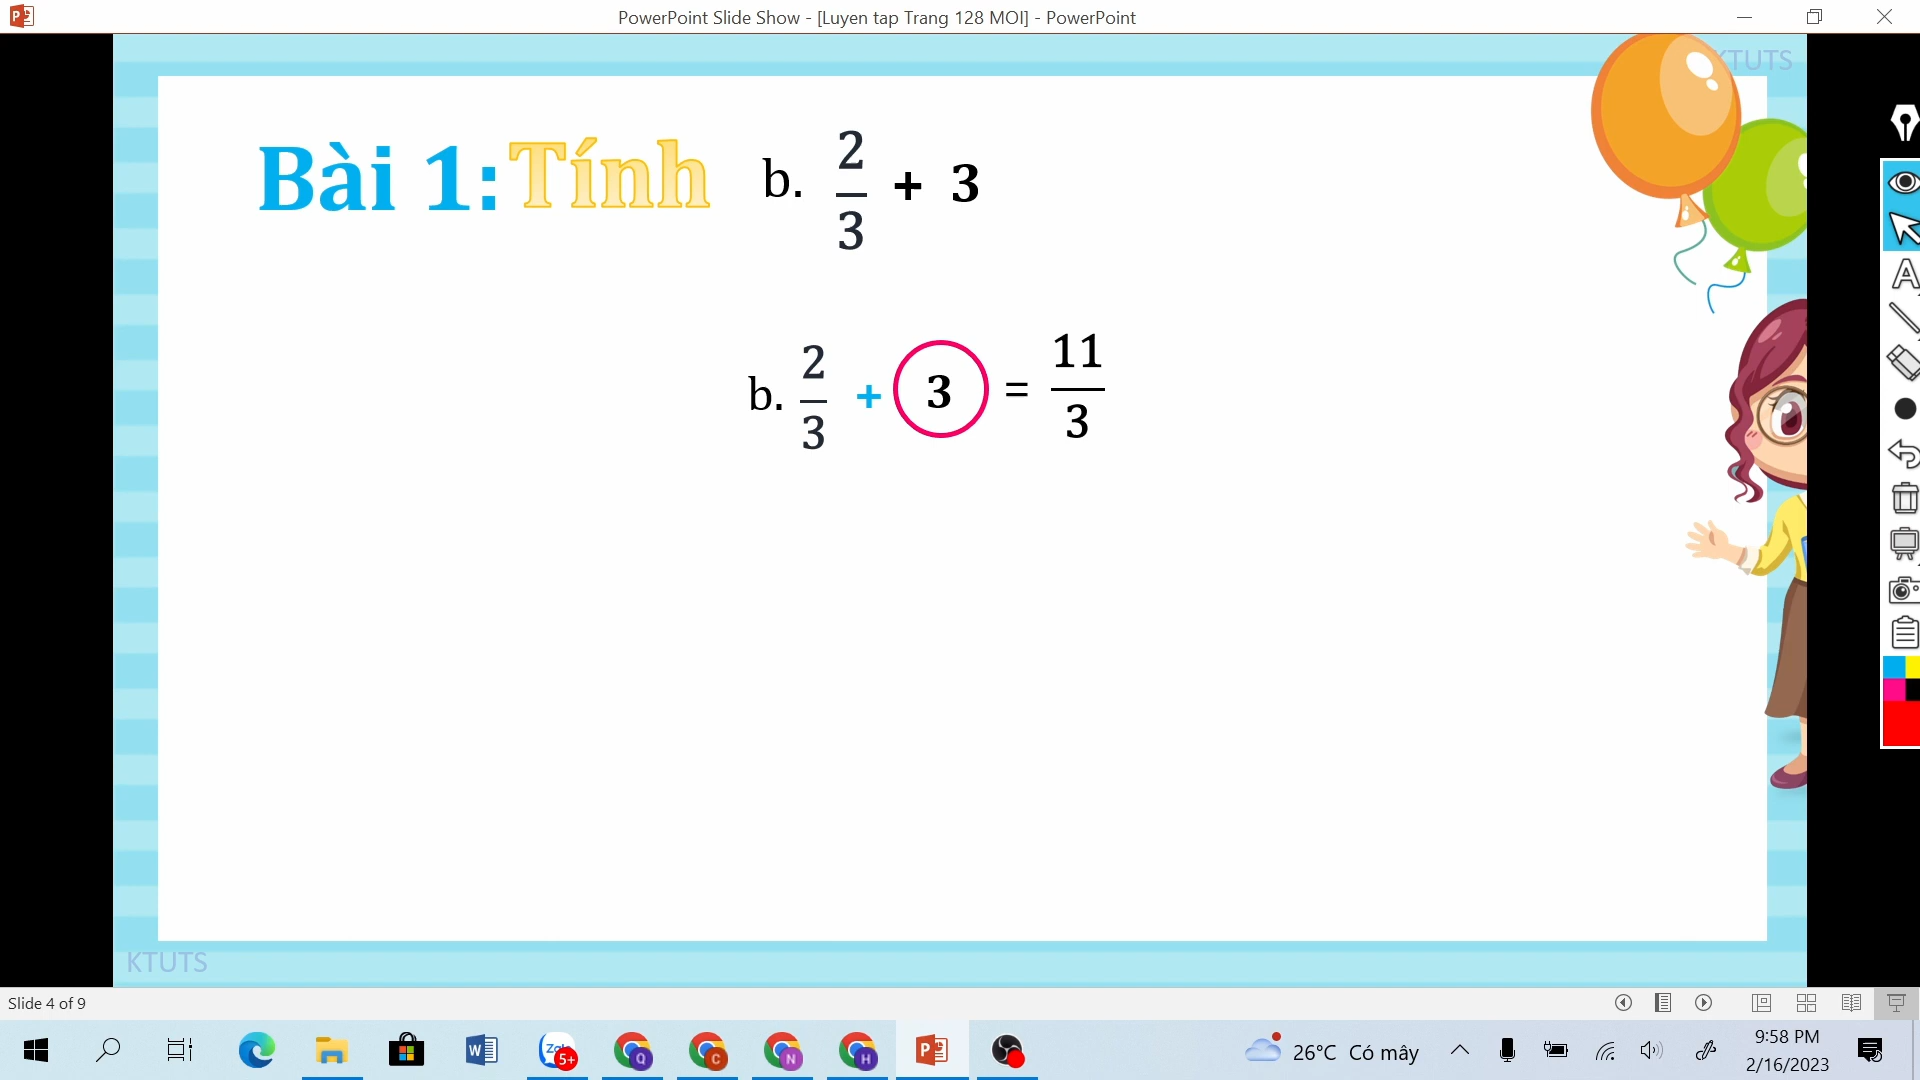 PowerPoint Slide Show - [Luyen tap Trang 128 MOI] - PowerPoint
KTUTS
Bài 1: Tính b. 2/3 + 3
b. 2/3 + 3 = 11/3
KTUTS
Slide 4 of 9
26°C Có mây
9:58 PM
2/16/2023
5+
Q
C
N
H